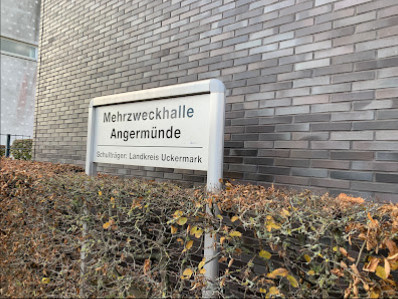 Mehrzweckhalle
Angermünde
Schulträger: Landkreis Uckermark